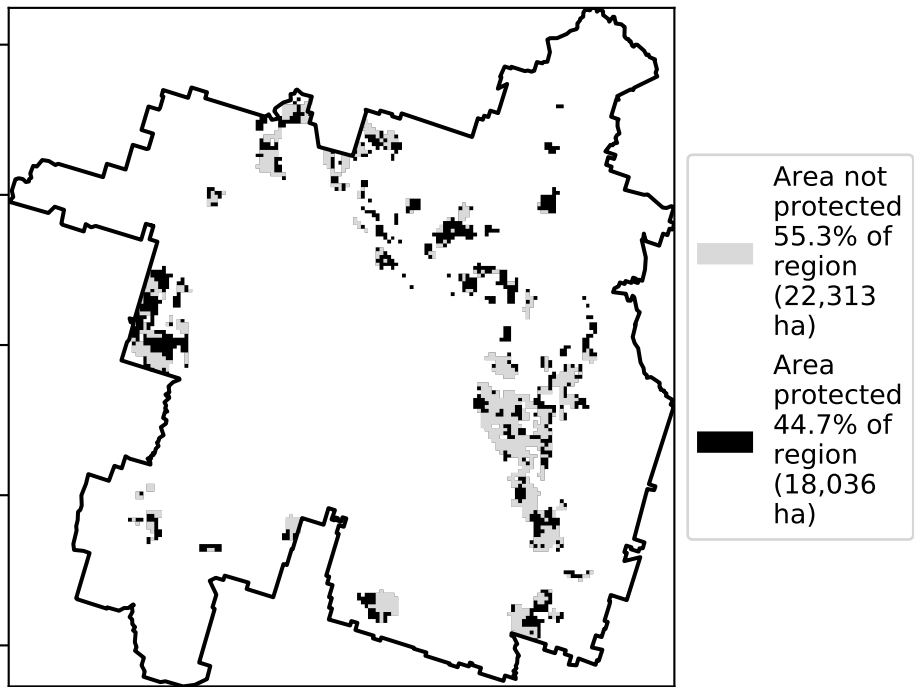 Area not
protected
55.3% of
region
(22,313
ha)
Area
protected
44.7% of
region
(18,036
ha)